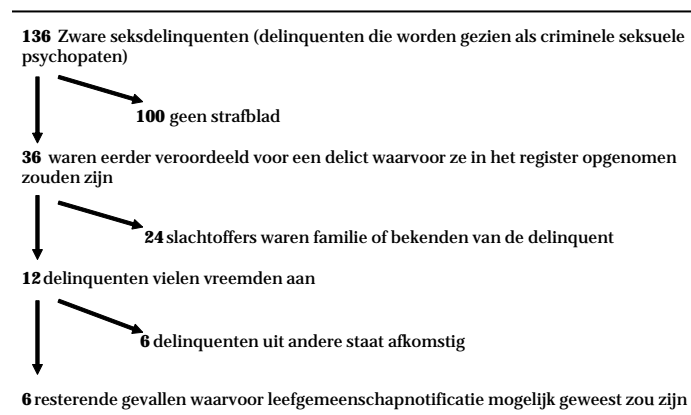 136 Zware seksdelinquenten (delinquenten die worden gezien als criminele seksuele
psychopaten)
100 geen strafblad
36 waren eerder veroordeeld voor een delict waarvoor ze in het register opgenomen
zouden zijn
24 slachtoffers waren familie of bekenden van de delinquent
12 delinquenten vielen vreemden aan
6 delinquenten uit andere staat afkomstig
6 resterende gevallen waarvoor leefgemeenschapnotificatie mogelijk geweest zou zijn